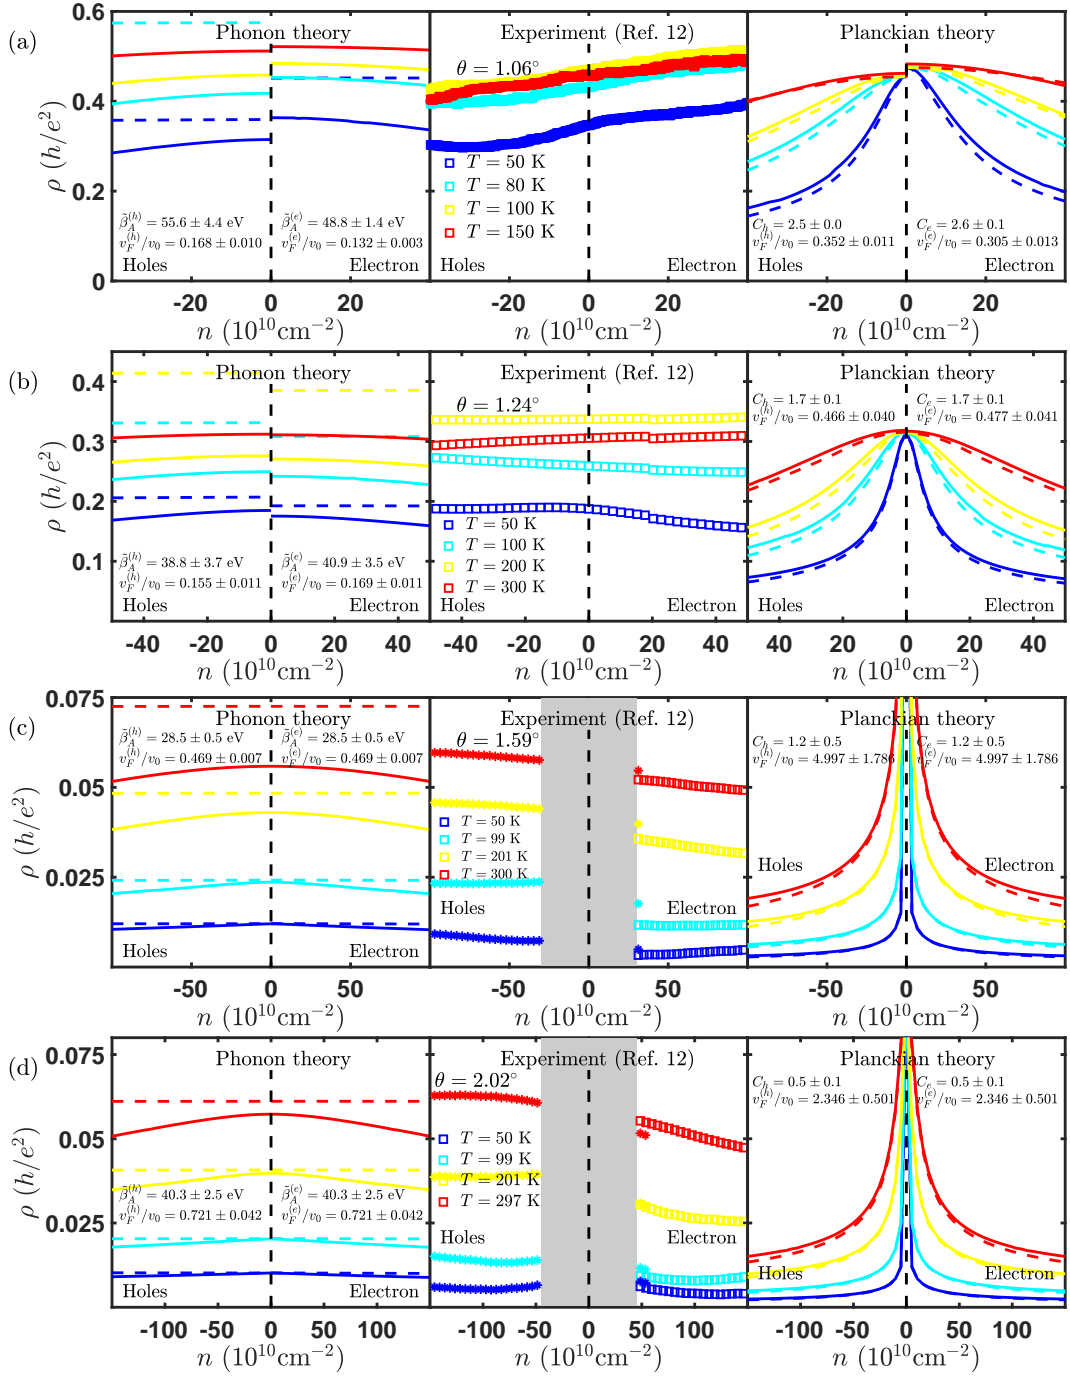 (a)
Phonon theory
Experiment (Ref. 12)
Planckian theory
ρ (h/e²)
0.6
0.4
0.2
0
β̃_A^(h) = 55.6 ± 4.4 eV
v_F^(h)/v₀ = 0.168 ± 0.010
β̃_A^(e) = 48.8 ± 1.4 eV
v_F^(e)/v₀ = 0.132 ± 0.003
Holes
Electron
θ = 1.06°
T = 50 K
T = 80 K
T = 100 K
T = 150 K
Holes
Electron
C_h = 2.5 ± 0.0
v_F^(h)/v₀ = 0.352 ± 0.011
C_e = 2.6 ± 0.1
v_F^(e)/v₀ = 0.305 ± 0.013
Holes
Electron
-20 0 20
-20 0 20
-20 0 20
n (10¹⁰cm⁻²)
n (10¹⁰cm⁻²)
n (10¹⁰cm⁻²)
(b)
Phonon theory
Experiment (Ref. 12)
Planckian theory
ρ (h/e²)
0.4
0.3
0.2
0.1
β̃_A^(h) = 38.8 ± 3.7 eV
v_F^(h)/v₀ = 0.155 ± 0.011
β̃_A^(e) = 40.9 ± 3.5 eV
v_F^(e)/v₀ = 0.169 ± 0.011
Holes
Electron
θ = 1.24°
T = 50 K
T = 100 K
T = 200 K
T = 300 K
Holes
Electron
C_h = 1.7 ± 0.1
v_F^(h)/v₀ = 0.466 ± 0.040
C_e = 1.7 ± 0.1
v_F^(e)/v₀ = 0.477 ± 0.041
Holes
Electron
-40 -20 0 20 40
-40 -20 0 20 40
40 20 0 20 40
n (10¹⁰cm⁻²)
n (10¹⁰cm⁻²)
n (10¹⁰cm⁻²)
(c)
Phonon theory
Experiment (Ref. 12)
Planckian theory
ρ (h/e²)
0.075
0.05
0.025
β̃_A^(h) = 28.5 ± 0.5 eV
v_F^(h)/v₀ = 0.469 ± 0.007
β̃_A^(e) = 28.5 ± 0.5 eV
v_F^(e)/v₀ = 0.469 ± 0.007
Holes
Electron
θ = 1.59°
T = 50 K
T = 99 K
T = 201 K
T = 300 K
Holes
Electron
C_h = 1.2 ± 0.5
v_F^(h)/v₀ = 4.997 ± 1.786
C_e = 1.2 ± 0.5
v_F^(e)/v₀ = 4.997 ± 1.786
Holes
Electron
-50 0 50
-50 0 50
-50 0 50
n (10¹⁰cm⁻²)
n (10¹⁰cm⁻²)
n (10¹⁰cm⁻²)
(d)
Phonon theory
Experiment (Ref. 12)
Planckian theory
ρ (h/e²)
0.075
0.05
0.025
β̃_A^(h) = 40.3 ± 2.5 eV
v_F^(h)/v₀ = 0.721 ± 0.042
β̃_A^(e) = 40.3 ± 2.5 eV
v_F^(e)/v₀ = 0.721 ± 0.042
Holes
Electron
θ = 2.02°
T = 50 K
T = 99 K
T = 201 K
T = 297 K
Holes
Electron
C_h = 0.5 ± 0.1
v_F^(h)/v₀ = 2.346 ± 0.501
C_e = 0.5 ± 0.1
v_F^(e)/v₀ = 2.346 ± 0.501
Holes
Electron
-100 -50 0 50 100
-100 -50 0 50 100
-100 -50 0 50 100
n (10¹⁰cm⁻²)
n (10¹⁰cm⁻²)
n (10¹⁰cm⁻²)